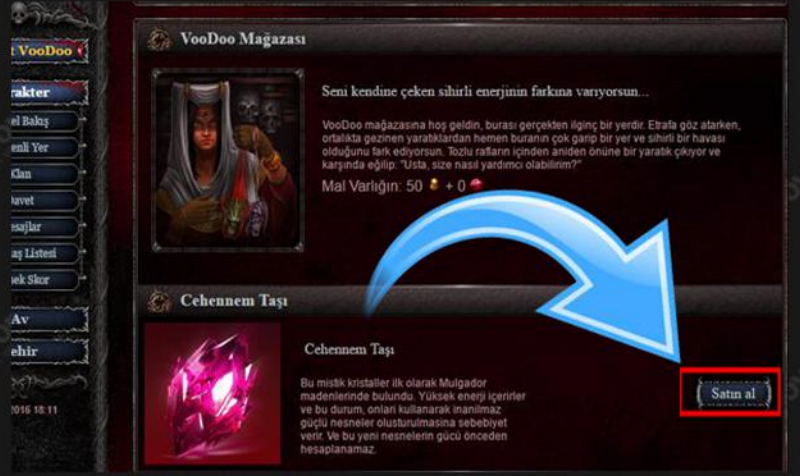 VooDoo
rakter
el Bakış
enli Yer
Klan
avet
esajlar
aş Listesi
ek Skor
Av
ehir
2016 18:11
VooDoo Mağazası
Seni kendine çeken sihirli enerjinin farkına varıyorsun...
VooDoo mağazasına hoş geldin, burası gerçekten ilginç bir yerdir. Etrafa göz atarken,
ortalıkta gezinen yaratıklardan hemen buranın çok garip bir yer ve sihirli bir havası
olduğunu fark ediyorsun. Tozlu rafların içinden aniden önüne bir yaratık çıkıyor ve
karşında eğilip: "Usta, size nasıl yardımcı olabilirim?"
Mal Varlığın: 50 + 0
Cehennem Taşı
Cehennem Taşı
Bu mistik kristaller ilk olarak Mulgador
madenlerinde bulundu. Yüksek enerji içerirler
ve bu durum, onları kullanarak inanılmaz
güçlü nesneler oluşturulmasına sebebiyet
verir. Ve bu yeni nesnelerin gücü önceden
hesaplanamaz.
Satın al